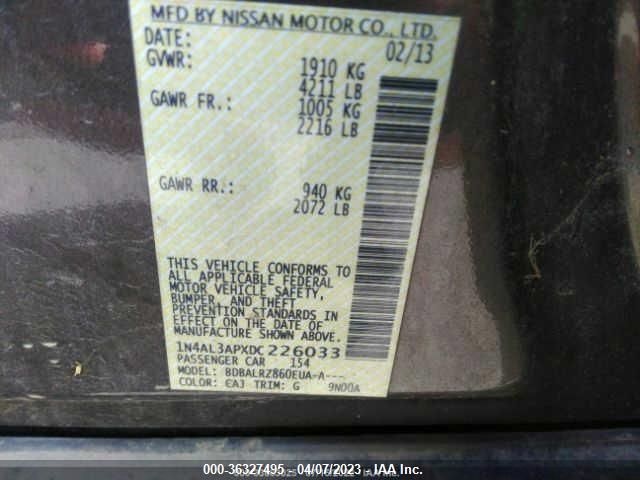 MFD BY NISSAN MOTOR CO., LTD.
DATE: 02/13
GVWR: 1910 KG
4211 LB
GAWR FR.: 1005 KG
2216 LB
GAWR RR.: 940 KG
2072 LB
THIS VEHICLE CONFORMS TO
ALL APPLICABLE FEDERAL
MOTOR VEHICLE SAFETY,
BUMPER, AND THEFT
PREVENTION STANDARDS
IN EFFECT ON THE DATE OF
MANUFACTURE SHOWN
ABOVE.
1N4AL3APXDC226033
PASSENGER CAR 154
MODEL: BDBALRZ860EUA-A---
COLOR: CAJ TRIM: G 9N00A
000-36327495 - 04/07/2023 - IAA Inc.